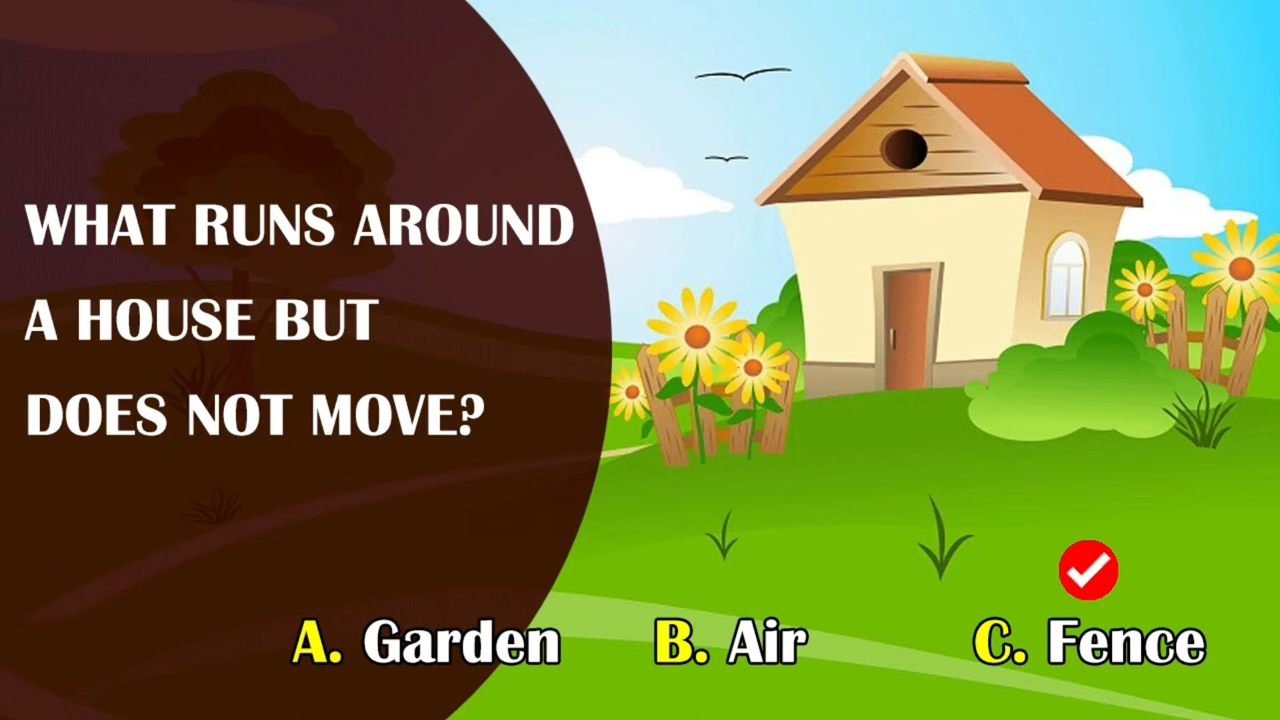 WHAT RUNS AROUND
A HOUSE BUT
DOES NOT MOVE?
A. Garden B. Air C. Fence